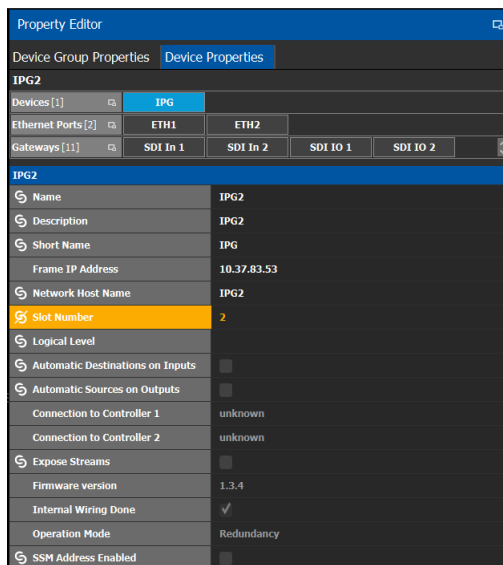 Property Editor
Device Group Properties Device Properties
IPG2
Devices [1] IPG
Ethernet Ports [2] ETH1 ETH2
Gateways [11] SDI In 1 SDI In 2 SDI IO 1 SDI IO 2
IPG2
Name IPG2
Description IPG2
Short Name IPG
Frame IP Address 10.37.83.53
Network Host Name IPG2
Slot Number 2
Logical Level
Automatic Destinations on Inputs
Automatic Sources on Outputs
Connection to Controller 1 unknown
Connection to Controller 2 unknown
Expose Streams
Firmware version 1.3.4
Internal Wiring Done
Operation Mode Redundancy
SSM Address Enabled